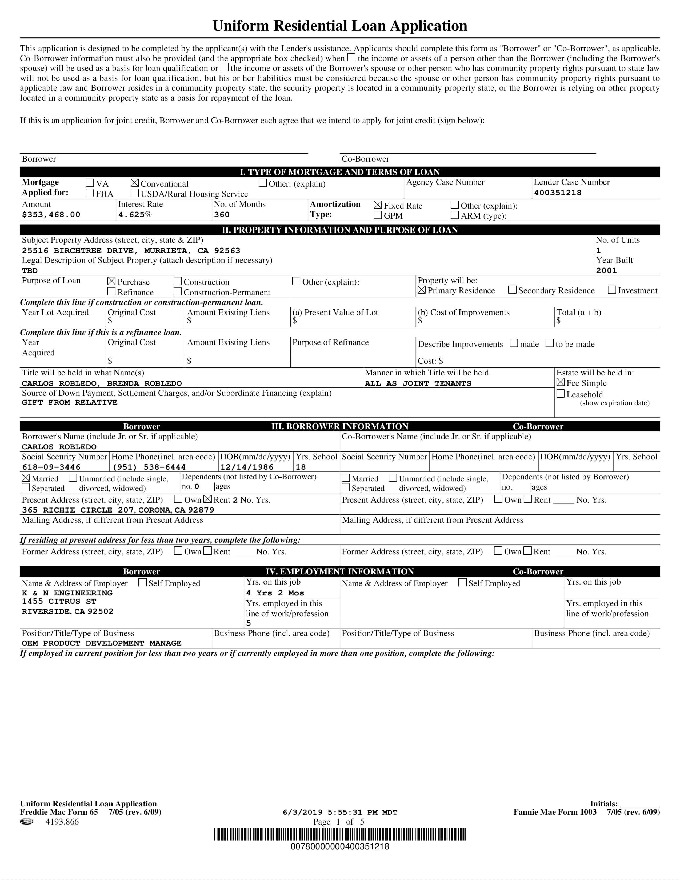 Uniform Residential Loan Application
This application is designed to be completed by the applicant(s) with the Lender's assistance. Applicants should complete this form as "Borrower" or "Co-Borrower", as applicable.
Co-Borrower information must also be provided (and the appropriate box checked) when ☐ the income or assets of a person other than the Borrower (including the Borrower's
spouse) will be used as a basis for loan qualification or ☐ the income or assets of the Borrower's spouse or other person who has community property rights pursuant to state law
will not be used as a basis for loan qualification, but his or her liabilities must be considered because the spouse or other person has community property rights pursuant to
applicable law and Borrower resides in a community property state, the security property is located in a community property state, or the Borrower is relying on other property
located in a community property state as a basis for repayment of the loan.
If this is an application for joint credit, Borrower and Co-Borrower each agree that we intend to apply for joint credit (sign below):
Borrower Co-Borrower
I. TYPE OF MORTGAGE AND TERMS OF LOAN
Mortgage ☐ VA ☒ Conventional ☐ Other: (explain) Agency Case Number Lender Case Number
Applied for: ☐ FHA ☐ USDA/Rural Housing Service 400351218
Amount Interest Rate No. of Months Amortization ☒ Fixed Rate ☐ Other (explain):
$353,468.00 4.625% 360 Type: ☐ GPM ☐ ARM (type):
II. PROPERTY INFORMATION AND PURPOSE OF LOAN
Subject Property Address (street, city, state & ZIP) No. of Units
25516 BIRCHTREE DRIVE, MURRIETA, CA 92563 1
Legal Description of Subject Property (attach description if necessary) Year Built
TBD 2001
Purpose of Loan ☒ Purchase ☐ Construction ☐ Other (explain): Property will be:
☐ Refinance ☐ Construction-Permanent ☒ Primary Residence ☐ Secondary Residence ☐ Investment
Complete this line if construction or construction-permanent loan.
Year Lot Acquired Original Cost Amount Existing Liens (a) Present Value of Lot (b) Cost of Improvements Total (a + b)
$ $ $ $ $
Complete this line if this is a refinance loan.
Year Original Cost Amount Existing Liens Purpose of Refinance Describe Improvements ☐ made ☐ to be made
Acquired
$ $ Cost: $
Title will be held in what Name(s) Manner in which Title will be held Estate will be held in:
CARLOS ROBLEDO, BRENDA ROBLEDO ALL AS JOINT TENANTS ☒ Fee Simple
Source of Down Payment, Settlement Charges, and/or Subordinate Financing (explain) ☐ Leasehold
GIFT FROM RELATIVE (show expiration date)
Borrower III. BORROWER INFORMATION Co-Borrower
Borrower's Name (include Jr. or Sr. if applicable) Co-Borrower's Name (include Jr. or Sr. if applicable)
CARLOS ROBLEDO
Social Security Number Home Phone(incl. area code) DOB(mm/dd/yyyy) Yrs. School Social Security Number Home Phone(incl. area code) DOB(mm/dd/yyyy) Yrs. School
618-09-3446 (951) 538-6444 12/14/1986 18
☒ Married ☐ Unmarried (include single, Dependents (not listed by Co-Borrower) ☐ Married ☐ Unmarried (include single, Dependents (not listed by Borrower)
☐ Separated divorced, widowed) no. 0 ages ☐ Separated divorced, widowed) no. ages
Present Address (street, city, state, ZIP) ☐ Own ☒ Rent 2 No. Yrs. Present Address (street, city, state, ZIP) ☐ Own ☐ Rent ____ No. Yrs.
365 RICHIE CIRCLE 207, CORONA, CA 92879
Mailing Address, if different from Present Address Mailing Address, if different from Present Address
If residing at present address for less than two years, complete the following:
Former Address (street, city, state, ZIP) ☐ Own ☐ Rent No. Yrs. Former Address (street, city, state, ZIP) ☐ Own ☐ Rent No. Yrs.
Borrower IV. EMPLOYMENT INFORMATION Co-Borrower
Name & Address of Employer ☐ Self Employed Yrs. on this job Name & Address of Employer ☐ Self Employed Yrs. on this job
K & N ENGINEERING 4 Yrs 2 Mos
1455 CITRUS ST Yrs. employed in this Yrs. employed in this
RIVERSIDE, CA 92502 line of work/profession line of work/profession
5
Position/Title/Type of Business Business Phone (incl. area code) Position/Title/Type of Business Business Phone (incl. area code)
OEM PRODUCT DEVELOPMENT MANAGE
If employed in current position for less than two years or if currently employed in more than one position, complete the following:
Uniform Residential Loan Application Initials:
Freddie Mac Form 65 7/05 (rev. 6/09) 6/3/2019 5:55:31 PM MDT Fannie Mae Form 1003 7/05 (rev. 6/09)
4193.866 Page 1 of 5
00780000000400351218